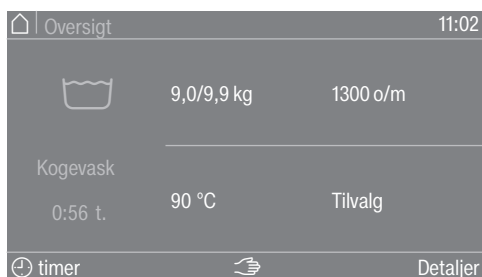 Oversigt 11:02
9,0/9,9 kg 1300 o/m
Kogevask
0:56 t.
90 °C Tilvalg
timer Detaljer